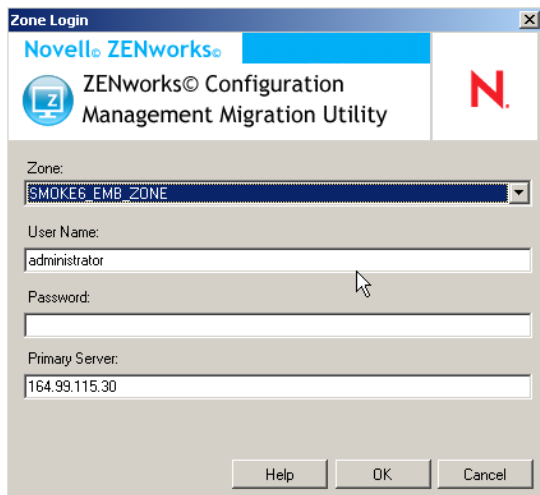 Zone Login
Novell© ZENworks©
ZENworks© Configuration
Management Migration Utility
N.
Zone:
SMOKE6_EMB_ZONE
User Name:
administrator
Password:
Primary Server:
164.99.115.30
Help OK Cancel